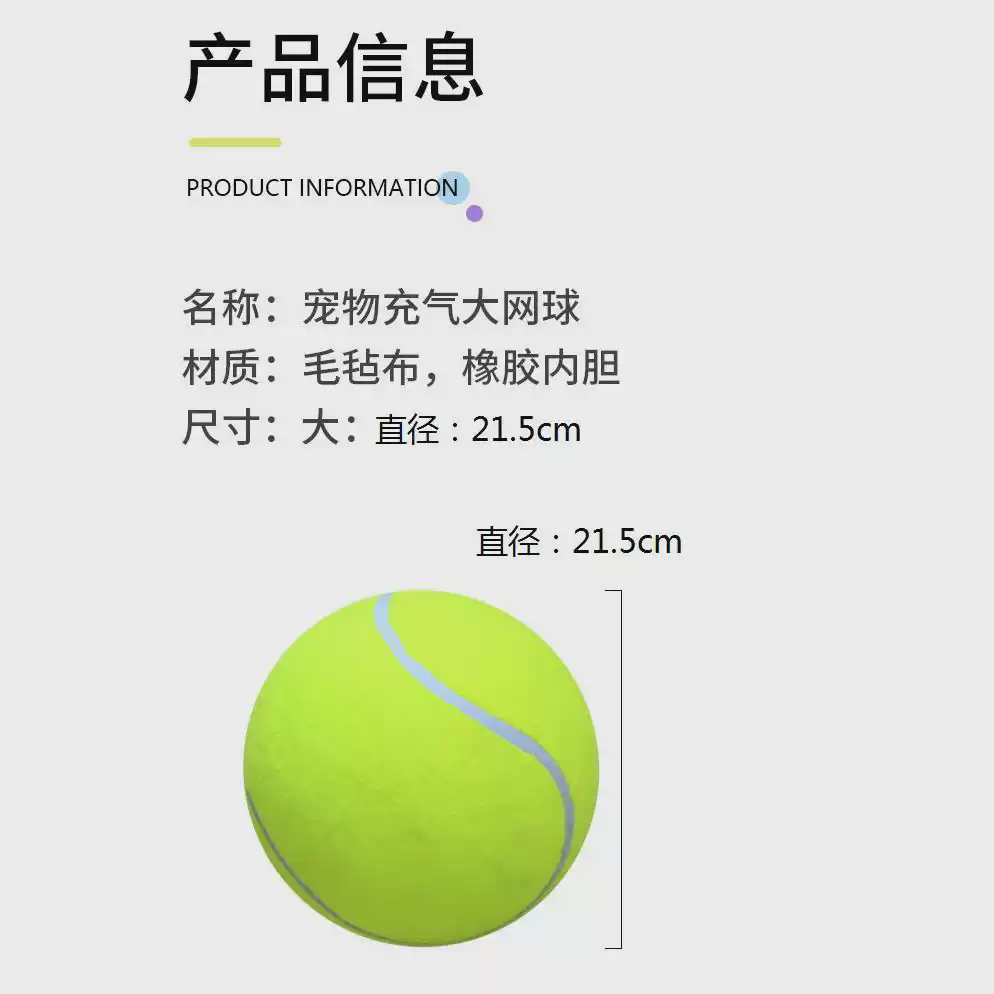 产品信息
PRODUCT INFORMATION
名称：宠物充气大网球
材质：毛毡布，橡胶内胆
尺寸：大：直径：21.5cm
直径：21.5cm